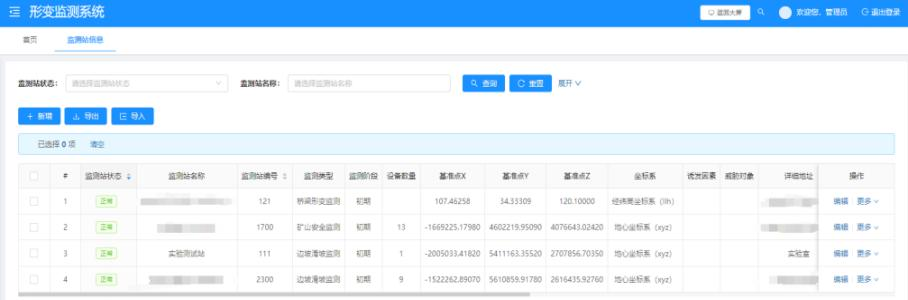 形变监测系统 监测大屏 欢迎您，管理员 退出登录
首页 监测站信息
监测站状态： 请选择监测站状态 监测站名称： 请选择监测站名称 查询 重置 展开
+ 新增 导出 导入
已选择 0 项 清空
# 监测站状态 监测站名称 监测站编号 监测类型 监测阶段 设备数量 基准点X 基准点Y 基准点Z 坐标系 诱发因素 威胁对象 详细地址 操作
1 正常 121 桥梁形变监测 初期 107.46258 34.33309 120.10000 经纬高坐标系（llh） 编辑 更多
2 正常 1700 矿山安全监测 初期 13 -1669225.17980 4602219.95090 4076643.02420 地心坐标系（xyz） 编辑 更多
3 正常 实验测试站 111 边坡滑坡监测 初期 1 -2005033.41820 5411163.35520 2707856.70350 地心坐标系（xyz） 实验室 编辑 更多
4 正常 2300 边坡滑坡监测 初期 9 -1522262.89070 5610859.91780 2616435.92760 地心坐标系（xyz） 编辑 更多